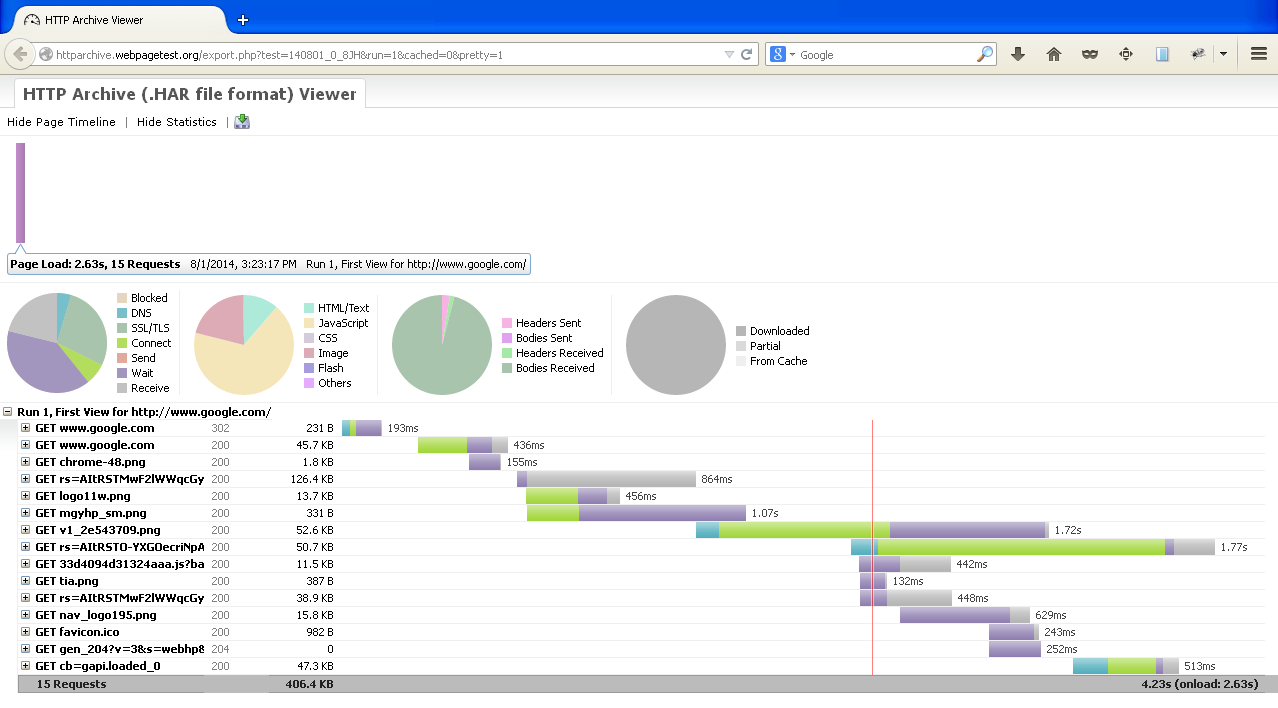 HTTP Archive Viewer
httparchive.webpagetest.org/export.php?test=140801_0_8JH&run=1&cached=0&pretty=1
Google
HTTP Archive (.HAR file format) Viewer
Hide Page Timeline | Hide Statistics |
Page Load: 2.63s, 15 Requests 8/1/2014, 3:23:17 PM Run 1, First View for http://www.google.com/
Blocked
DNS
SSL/TLS
Connect
Send
Wait
Receive
HTML/Text
JavaScript
CSS
Image
Flash
Others
Headers Sent
Bodies Sent
Headers Received
Bodies Received
Downloaded
Partial
From Cache
Run 1, First View for http://www.google.com/
GET www.google.com 302 231 B 193ms
GET www.google.com 200 45.7 KB 436ms
GET chrome-48.png 200 1.8 KB 155ms
GET rs=AItRSTMwF2lWWqcGy 200 126.4 KB 864ms
GET logo11w.png 200 13.7 KB 456ms
GET mgyhp_sm.png 200 331 B 1.07s
GET v1_2e543709.png 200 52.6 KB 1.72s
GET rs=AItRSTO-YXGOecriNpA 200 50.7 KB 1.77s
GET 33d4094d31324aaa.js?ba 200 11.5 KB 442ms
GET tia.png 200 387 B 132ms
GET rs=AItRSTMwF2lWWqcGy 200 38.9 KB 448ms
GET nav_logo195.png 200 15.8 KB 629ms
GET favicon.ico 200 982 B 243ms
GET gen_204?v=3&s=webhp& 204 0 252ms
GET cb=gapi.loaded_0 200 47.3 KB 513ms
15 Requests 406.4 KB 4.23s (onload: 2.63s)